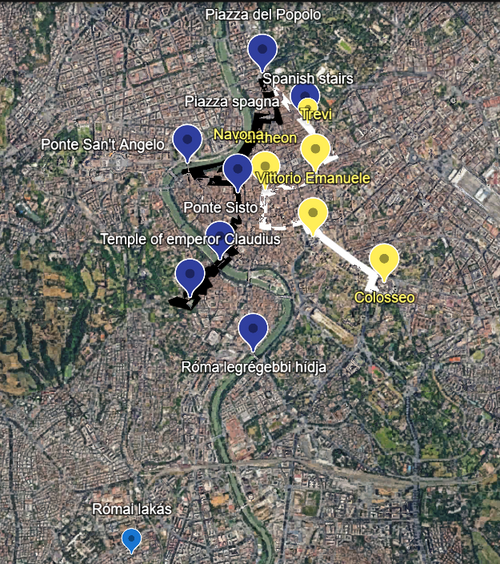 Piazza del Popolo
Spanish stairs
Piazza spagna
Trevi
Navona
Ponte San't Angelo
Vittorio Emanuele
Ponte Sisto
Temple of emperor Claudius
Colosseo
Róma legrégebbi hídja
Római lakás